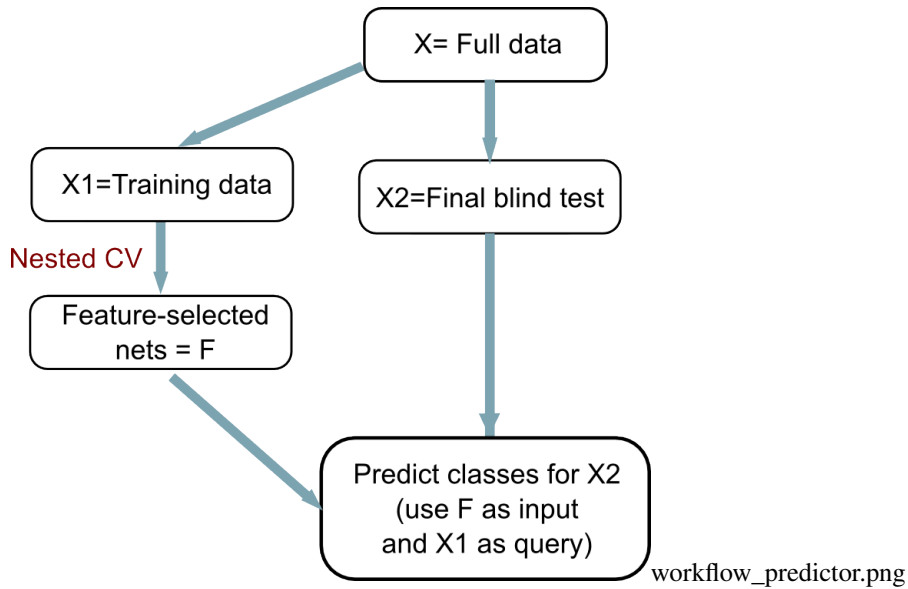 X= Full data
X1=Training data
X2=Final blind test
Nested CV
Feature-selected
nets = F
Predict classes for X2
(use F as input
and X1 as query)
workflow_predictor.png